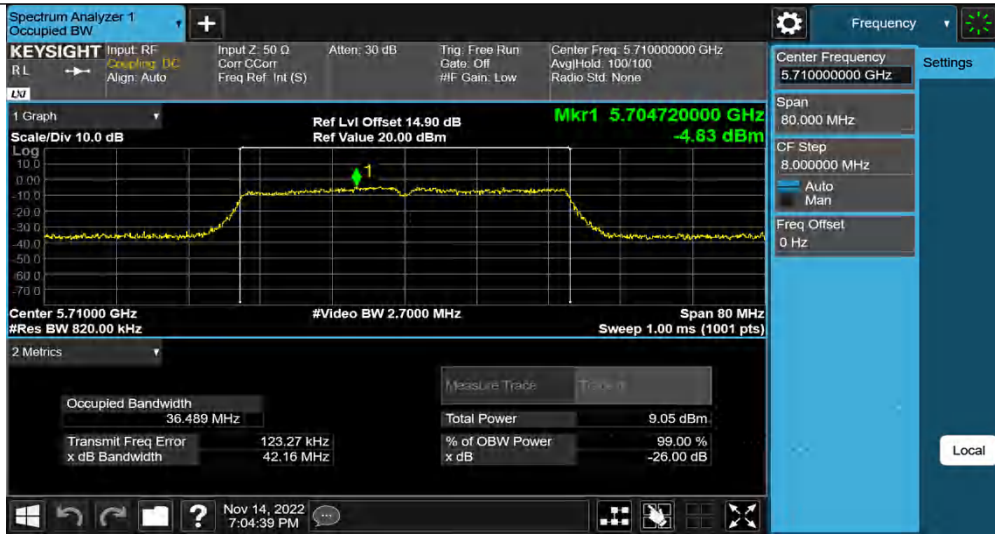 Spectrum Analyzer 1
Occupied BW
+
Frequency
KEYSIGHT
RL
LXI
Input: RF
Coupling: DC
Align: Auto
Input Z: 50 Ω
Corr CCorr
Freq Ref: Int (S)
Atten: 30 dB
Trig: Free Run
Gate: Off
#IF Gain: Low
Center Freq: 5.710000000 GHz
Avg|Hold: 100/100
Radio Std: None
Center Frequency
5.710000000 GHz
Settings
Span
80.000 MHz
CF Step
8.000000 MHz
Auto
Man
Freq Offset
0 Hz
1 Graph
Scale/Div 10.0 dB
Ref Lvl Offset 14.90 dB
Ref Value 20.00 dBm
Mkr1 5.704720000 GHz
-4.83 dBm
Log
10.0
0.00
-10.0
-20.0
-30.0
-40.0
-50.0
-60.0
-70.0
1
Center 5.71000 GHz
#Video BW 2.7000 MHz
Span 80 MHz
#Res BW 820.00 kHz
Sweep 1.00 ms (1001 pts)
2 Metrics
Measure Trace
Occupied Bandwidth
36.489 MHz
Total Power 9.05 dBm
Transmit Freq Error 123.27 kHz
% of OBW Power 99.00 %
x dB Bandwidth 42.16 MHz
x dB -26.00 dB
Local
?
Nov 14, 2022
7:04:39 PM